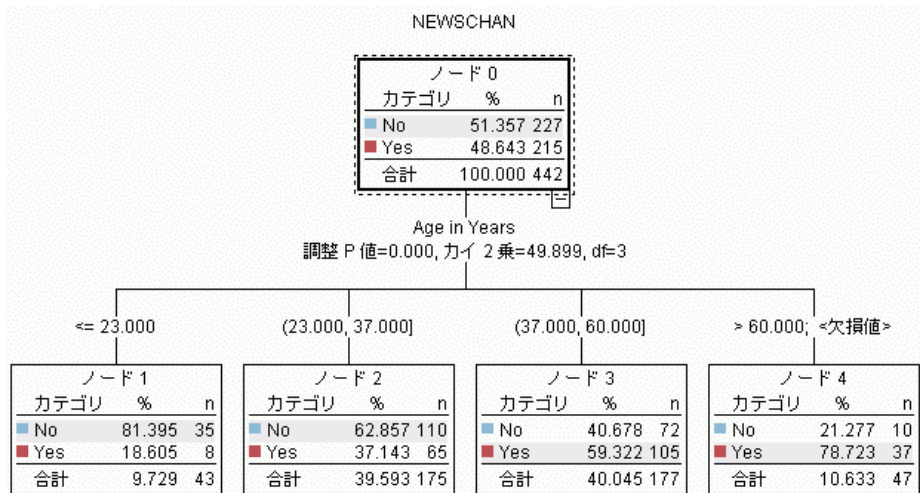 NEWSCHAN
ノード 0
カテゴリ % n
No 51.357 227
Yes 48.643 215
合計 100.000 442
Age in Years
調整 P 値=0.000, カイ 2 乗=49.899, df=3
<= 23.000 (23.000, 37.000] (37.000, 60.000] > 60.000; <欠損値>
ノード 1
カテゴリ % n
No 81.395 35
Yes 18.605 8
合計 9.729 43
ノード 2
カテゴリ % n
No 62.857 110
Yes 37.143 65
合計 39.593 175
ノード 3
カテゴリ % n
No 40.678 72
Yes 59.322 105
合計 40.045 177
ノード 4
カテゴリ % n
No 21.277 10
Yes 78.723 37
合計 10.633 47